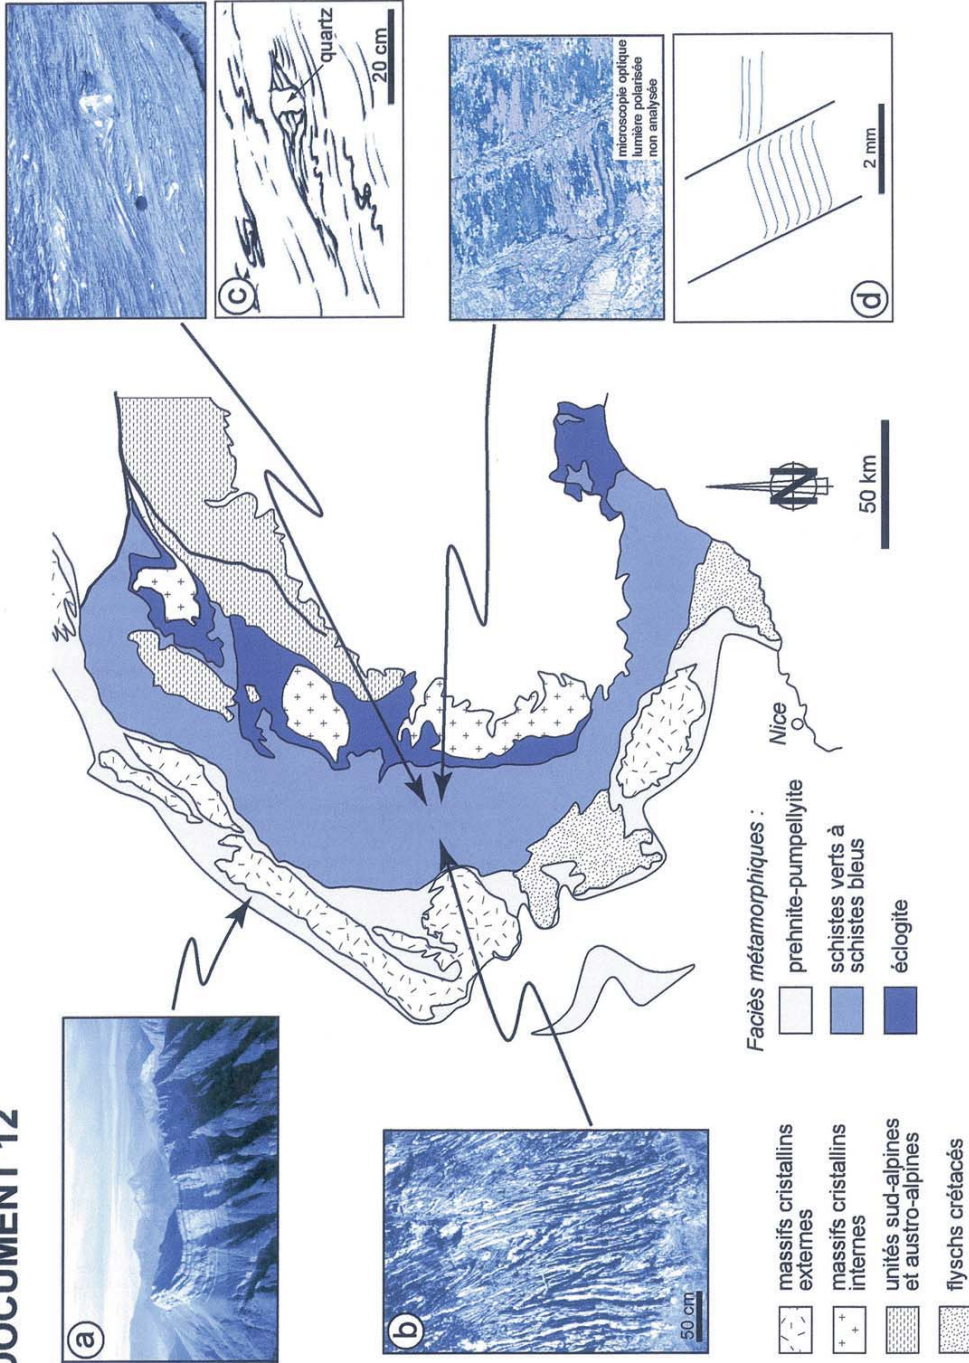 DOCUMENT 12
a
b
50 cm
c
quartz
20 cm
microscopie optique
lumière polarisée
non analysée
d
2 mm
N
50 km
Nice
massifs cristallins
externes
massifs cristallins
internes
unités sud-alpines
et austro-alpines
flyschs crétacés
Faciès métamorphiques :
prehnite-pumpellyite
schistes verts à
schistes bleus
éclogite